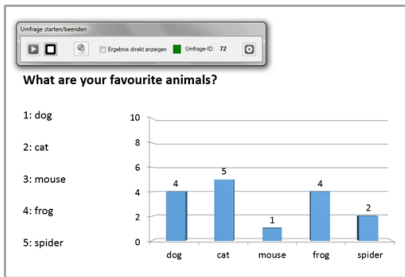 Umfrage starten/beenden
Ergebnis direkt anzeigen Umfrage-ID: 72
What are your favourite animals?
1: dog
2: cat
3: mouse
4: frog
5: spider
10
8
6
4
2
0
4
5
1
4
2
dog cat mouse frog spider